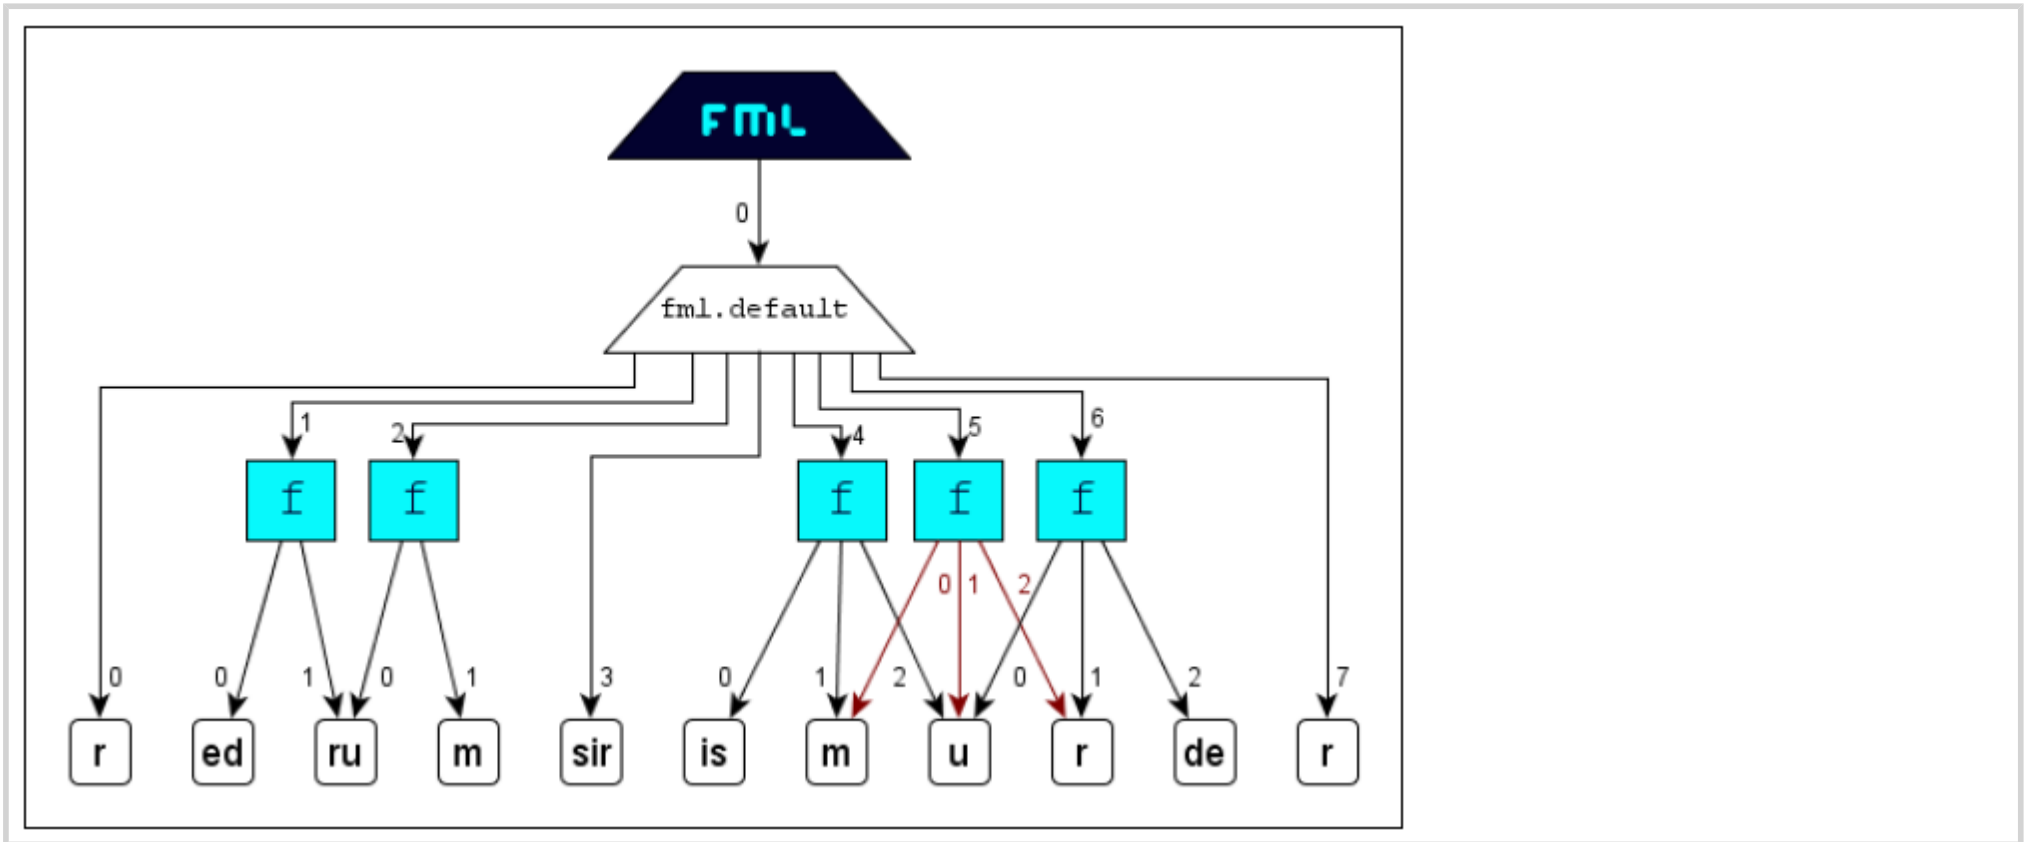 FML
0
fml.default
1 2 4 5 6
f f f f f
0 1 2
0 0 1 0 1 3 0 1 2 0 1 2 7
r ed ru m sir is m u r de r